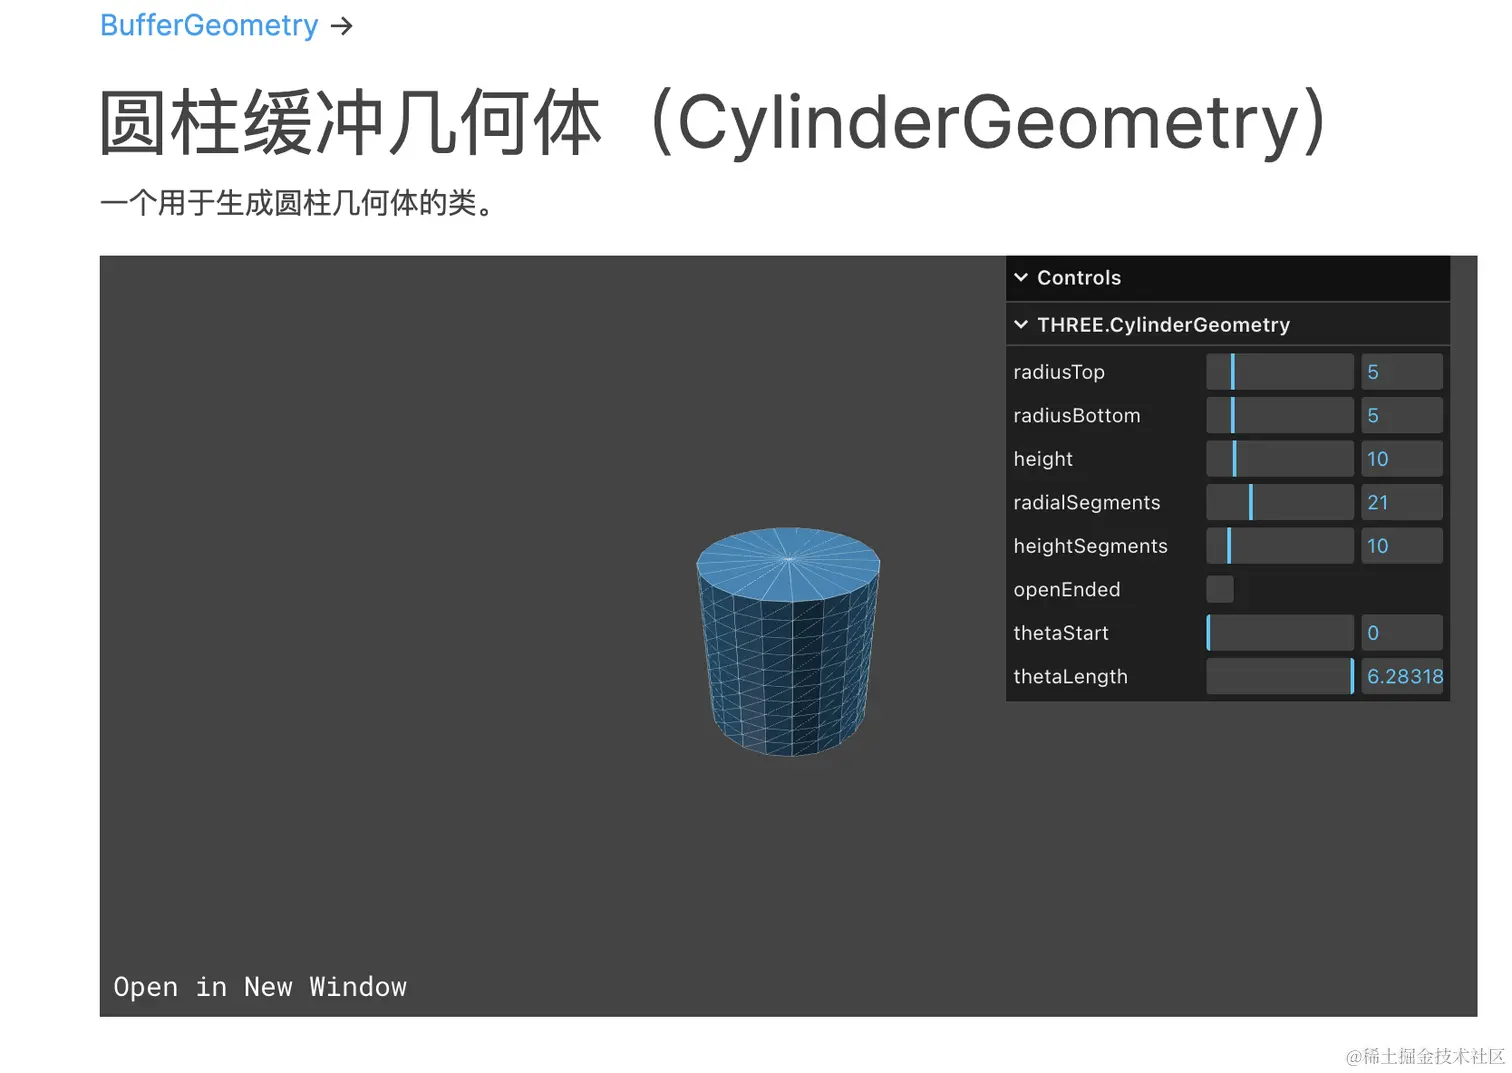 BufferGeometry →
圆柱缓冲几何体（CylinderGeometry）
一个用于生成圆柱几何体的类。
Controls
THREE.CylinderGeometry
radiusTop 5
radiusBottom 5
height 10
radialSegments 21
heightSegments 10
openEnded
thetaStart 0
thetaLength 6.28318
Open in New Window
@稀土掘金技术社区